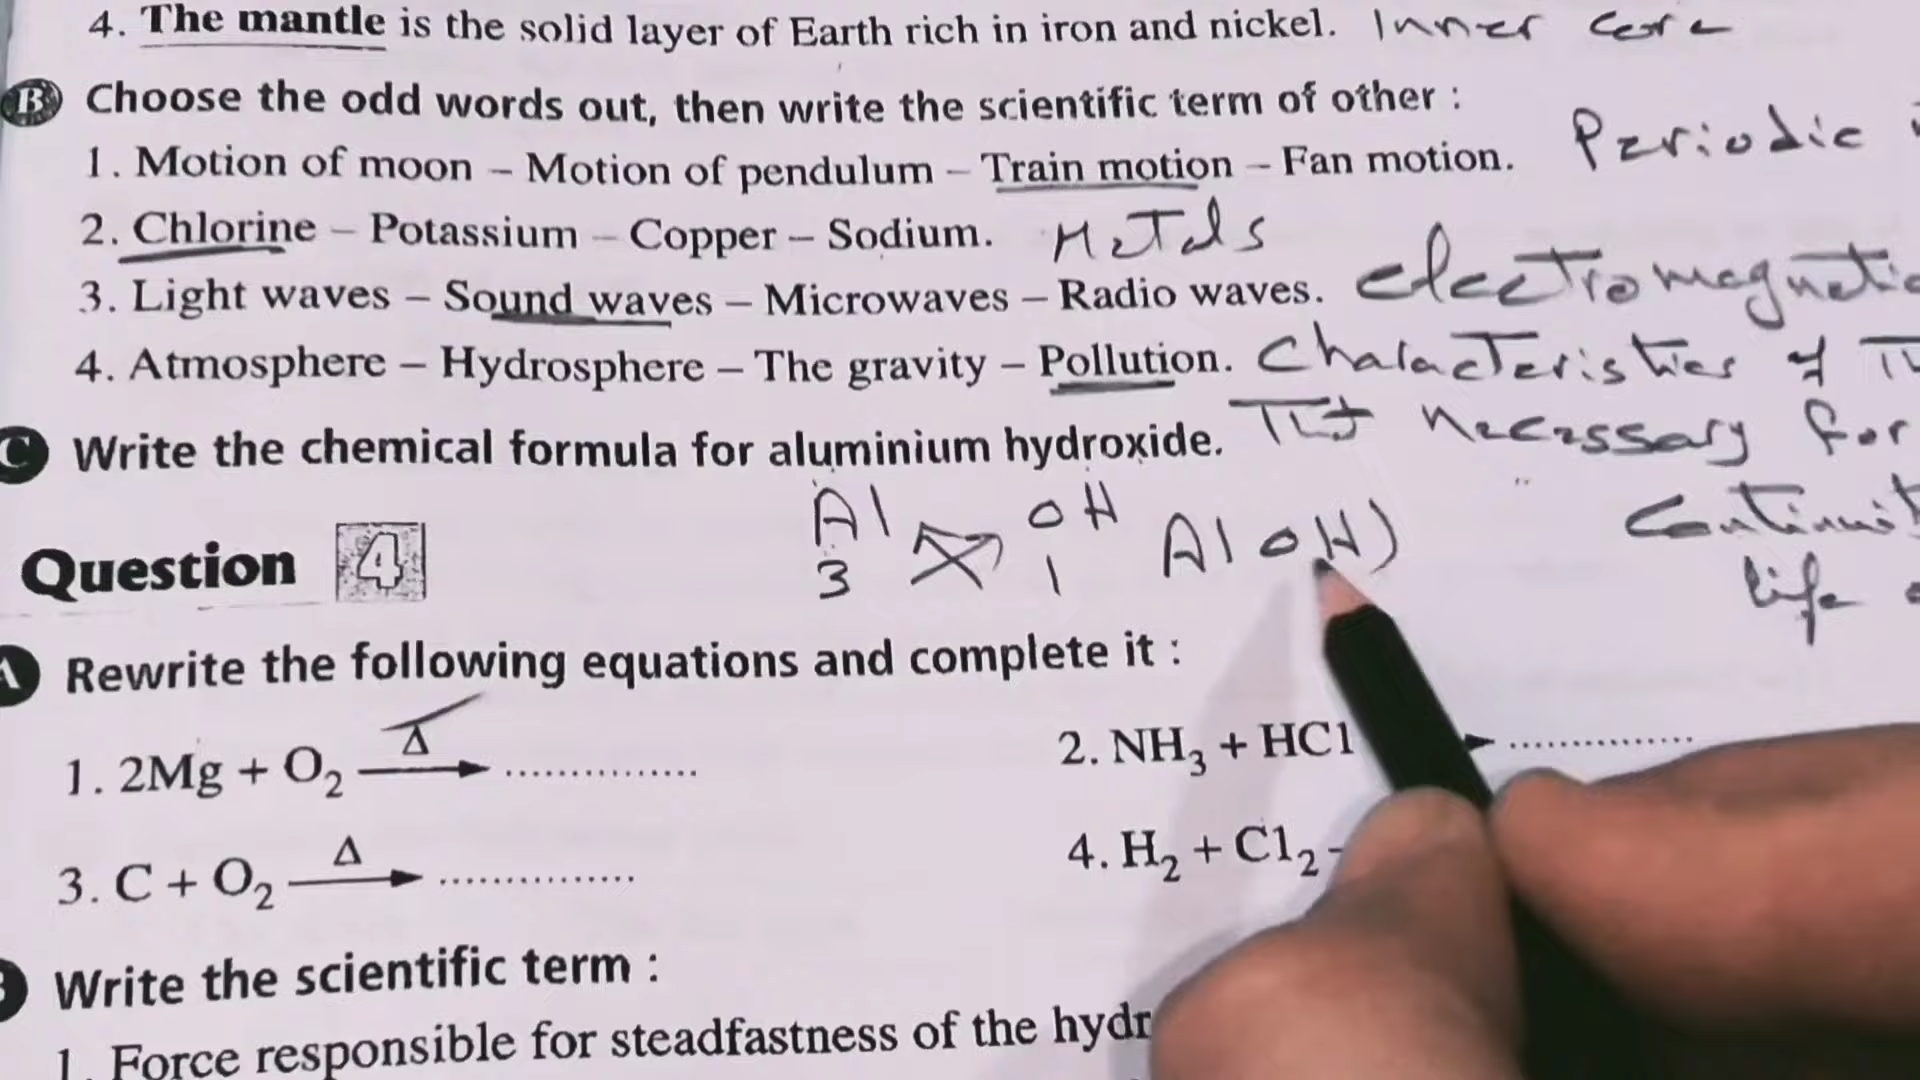 4. The mantle is the solid layer of Earth rich in iron and nickel. Inner core
B Choose the odd words out, then write the scientific term of other :
1. Motion of moon – Motion of pendulum – Train motion – Fan motion. Periodic
2. Chlorine – Potassium – Copper – Sodium. Metals
3. Light waves – Sound waves – Microwaves – Radio waves. electromagnetic
4. Atmosphere – Hydrosphere – The gravity – Pollution. Characteristics of
C Write the chemical formula for aluminium hydroxide. necessary for
Al OH Al OH)
3 1
life
Question 4
A Rewrite the following equations and complete it :
1. 2Mg + O₂ —Δ→ ...............
2. NH₃ + HCl → ...............
3. C + O₂ —Δ→ ...............
4. H₂ + Cl₂
Write the scientific term :
1. Force responsible for steadfastness of the hydr